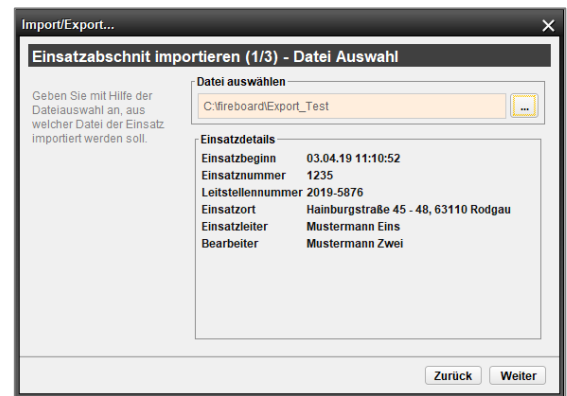 Import/Export...
Einsatzabschnit importieren (1/3) - Datei Auswahl
Geben Sie mit Hilfe der
Dateiauswahl an, aus
welcher Datei der Einsatz
importiert werden soll.
Datei auswählen
C:\fireboard\Export_Test
...
Einsatzdetails
Einsatzbeginn 03.04.19 11:10:52
Einsatznummer 1235
Leitstellennummer 2019-5876
Einsatzort Hainburgstraße 45 - 48, 63110 Rodgau
Einsatzleiter Mustermann Eins
Bearbeiter Mustermann Zwei
Zurück Weiter